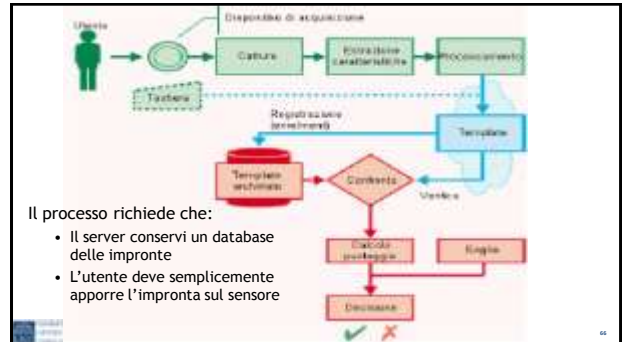 Utente
Dispositivo di acquisizione
Cattura
Estrazione
caratteristiche
Processamento
Tastiera
Registrazione
(enrolment)
Template
Template
archiviato
Confronto
Verifica
Il processo richiede che:
• Il server conservi un database
delle impronte
• L'utente deve semplicemente
apporre l'impronta sul sensore
Calcolo
punteggio
Soglia
Decisione